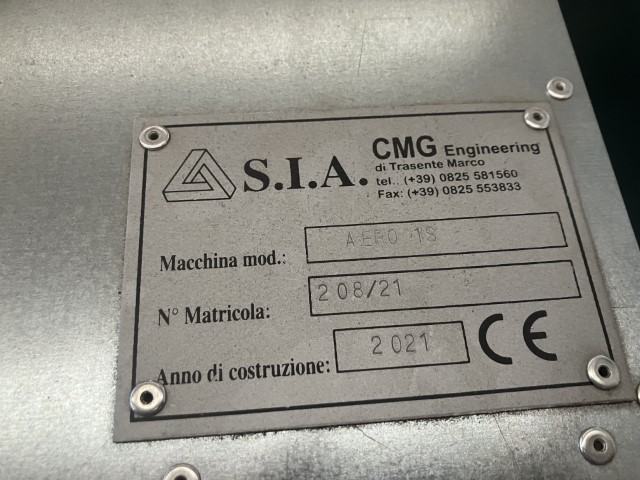 S.I.A.
CMG Engineering
di Trasente Marco
tel.: (+39) 0825 581560
Fax: (+39) 0825 553833
Macchina mod.: AERO 1S
N° Matricola: 208/21
Anno di costruzione: 2021 CE